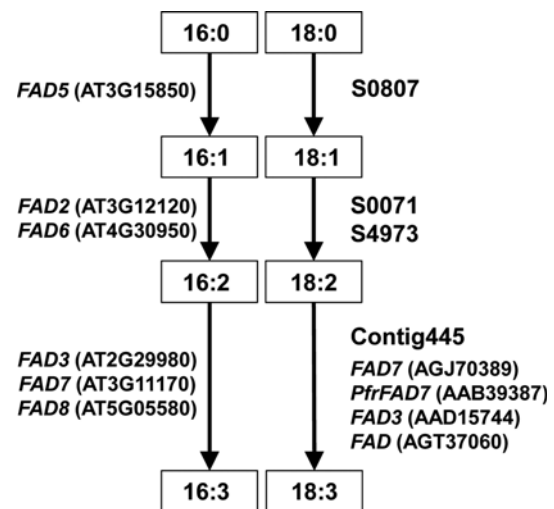 16:0 18:0
FAD5 (AT3G15850) S0807
16:1 18:1
FAD2 (AT3G12120) S0071
FAD6 (AT4G30950) S4973
16:2 18:2
Contig445
FAD3 (AT2G29980) FAD7 (AGJ70389)
FAD7 (AT3G11170) PfrFAD7 (AAB39387)
FAD8 (AT5G05580) FAD3 (AAD15744)
FAD (AGT37060)
16:3 18:3